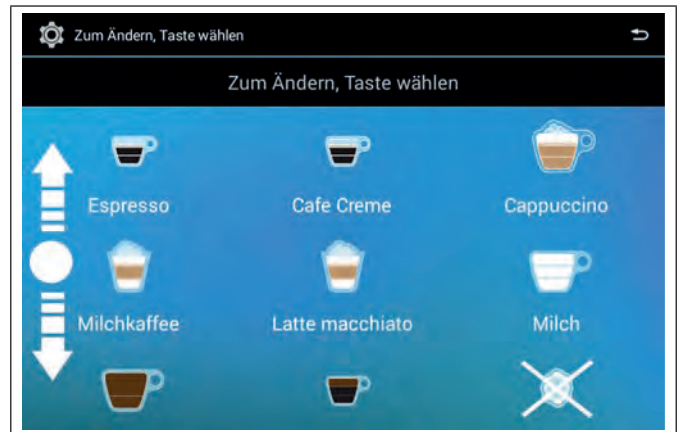 Zum Ändern, Taste wählen
Zum Ändern, Taste wählen
Espresso Cafe Creme Cappuccino
Milchkaffee Latte macchiato Milch